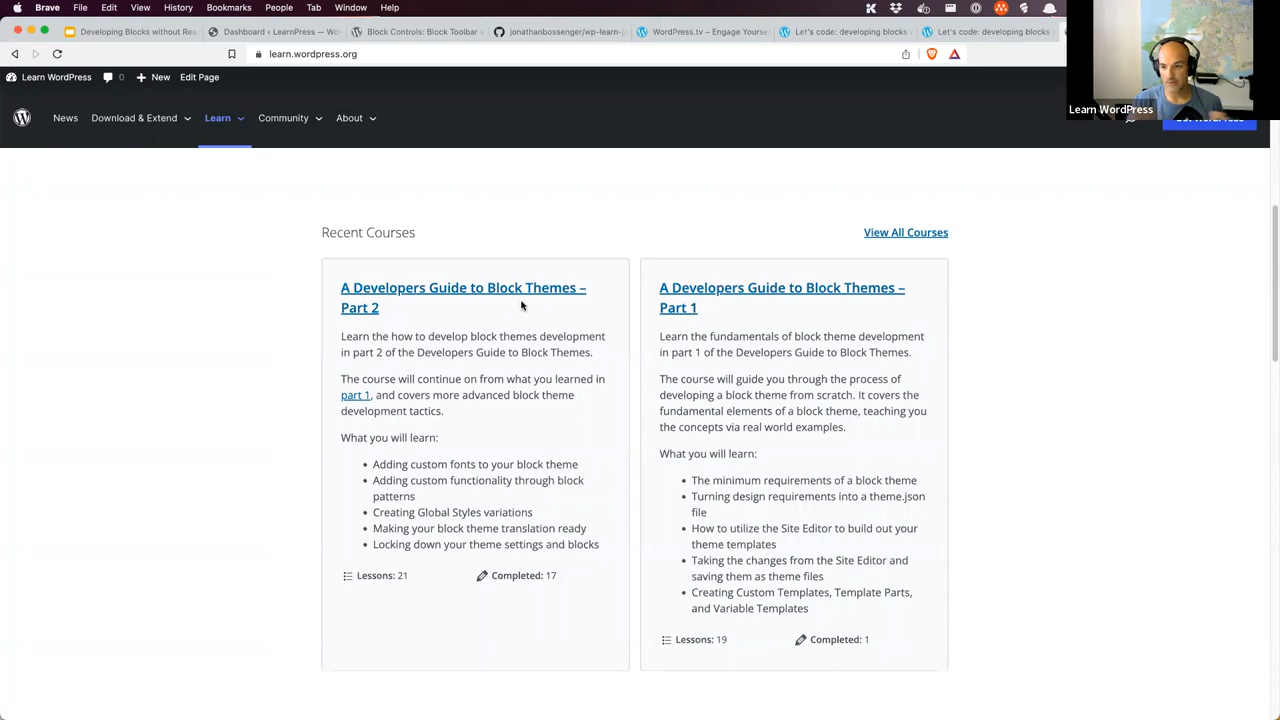 Brave File Edit View History Bookmarks People Tab Window Help
Developing Blocks without Rea
Dashboard ‹ LearnPress — Wor
Block Controls: Block Toolbar a
jonathanbossenger/wp-learn-
WordPress.tv – Engage Yourse
Let's code: developing blocks v
Let's code: developing blocks w
learn.wordpress.org
Learn WordPress 0 New Edit Page
Learn WordPress
News Download & Extend Learn Community About
Recent Courses
View All Courses
A Developers Guide to Block Themes –
Part 2
Learn the how to develop block themes development
in part 2 of the Developers Guide to Block Themes.
The course will continue on from what you learned in
part 1, and covers more advanced block theme
development tactics.
What you will learn:
• Adding custom fonts to your block theme
• Adding custom functionality through block
patterns
• Creating Global Styles variations
• Making your block theme translation ready
• Locking down your theme settings and blocks
Lessons: 21 Completed: 17
A Developers Guide to Block Themes –
Part 1
Learn the fundamentals of block theme development
in part 1 of the Developers Guide to Block Themes.
The course will guide you through the process of
developing a block theme from scratch. It covers the
fundamental elements of a block theme, teaching you
the concepts via real world examples.
What you will learn:
• The minimum requirements of a block theme
• Turning design requirements into a theme.json
file
• How to utilize the Site Editor to build out your
theme templates
• Taking the changes from the Site Editor and
saving them as theme files
• Creating Custom Templates, Template Parts,
and Variable Templates
Lessons: 19 Completed: 1